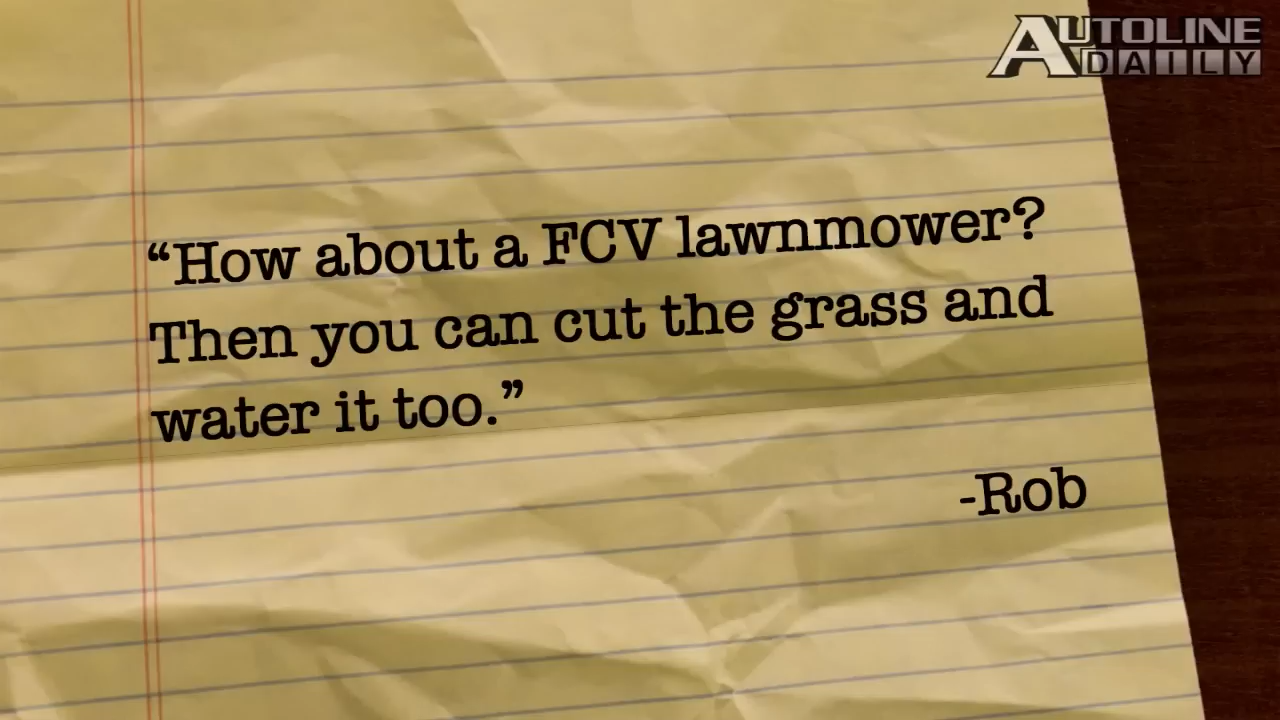 AUTOLINE
DAILY
“How about a FCV lawnmower?
Then you can cut the grass and
water it too.”
-Rob